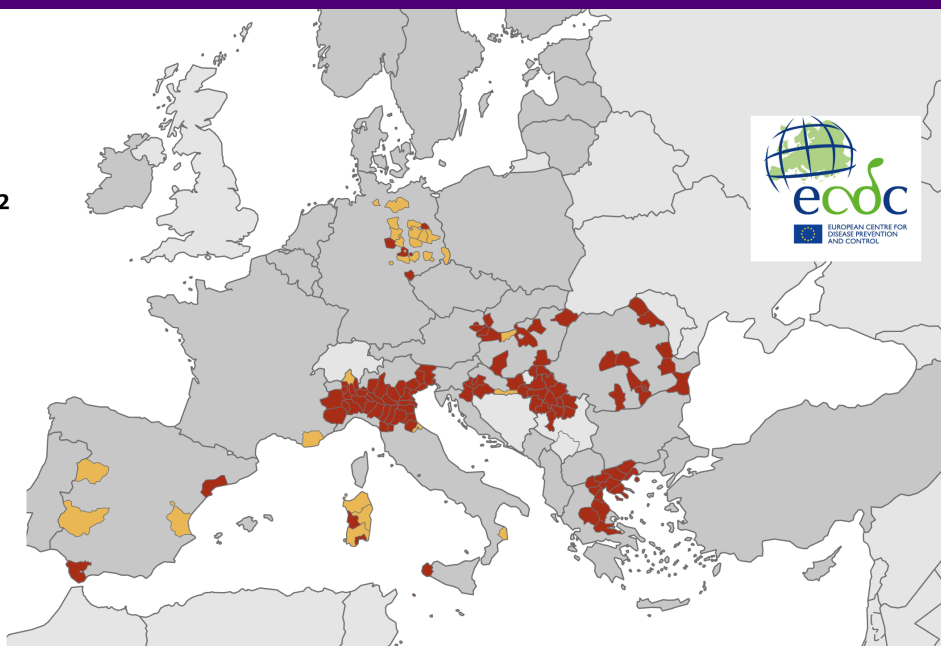 2
ecdc
EUROPEAN CENTRE FOR
DISEASE PREVENTION
AND CONTROL